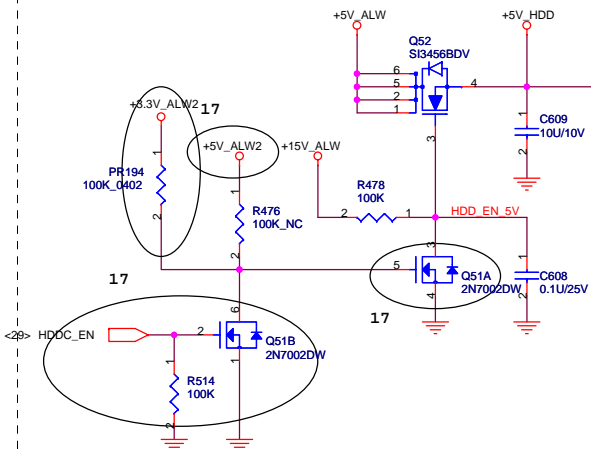 +5V_ALW
+5V_HDD
Q52
SI3456BDV
6
5
2
1
4
3
1
C609
10U/10V
2
+3.3V_ALW2
17
+5V_ALW2
+15V_ALW
1
PR194
100K_0402
2
1
R476
100K_NC
2
R478
100K
2
1
HDD_EN_5V
3
5
Q51A
2N7002DW
4
1
C608
0.1U/25V
2
17
17
<29>
HDDC_EN
2
6
Q51B
2N7002DW
1
1
R514
100K
2